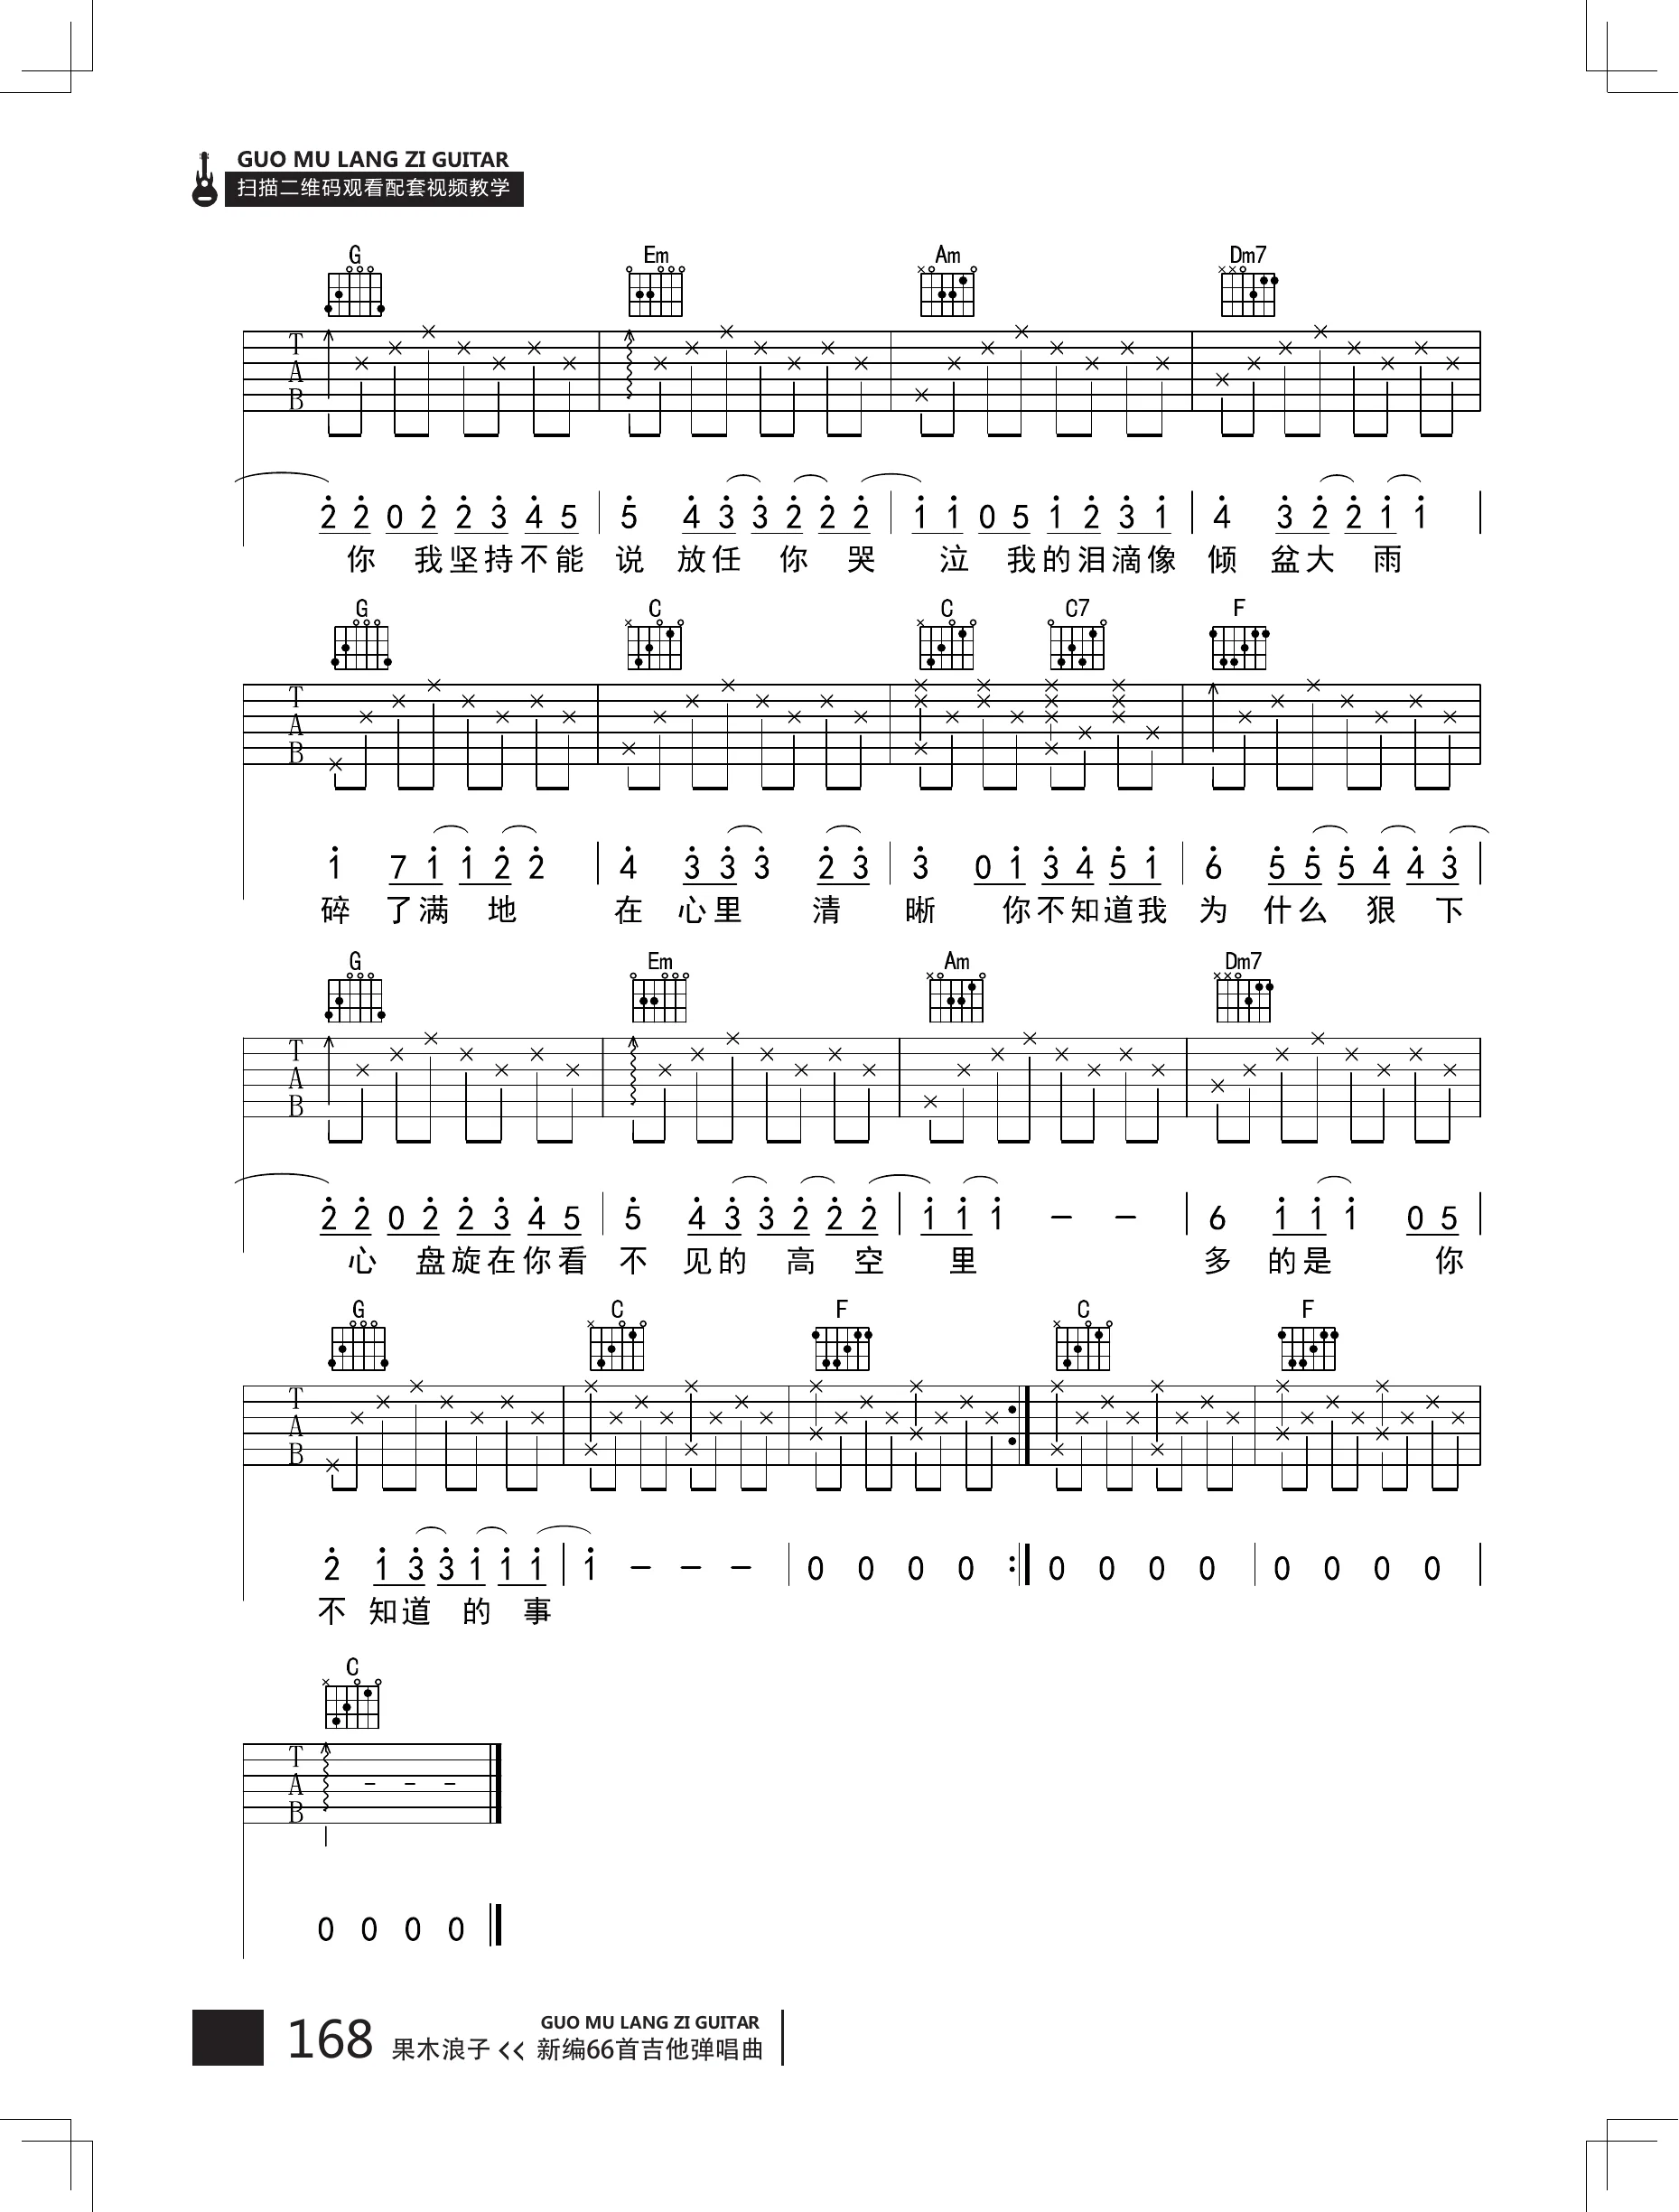 GUO MU LANG ZI GUITAR
扫描二维码观看配套视频教学
G Em Am Dm7
T
A
B
2 2 0 2 2 3 4 5 | 5 4 3 3 2 2 2 | 1 1 0 5 1 2 3 1 | 4 3 2 2 1 1 |
你 我坚持不能 说 放任 你 哭 泣 我的泪滴像 倾 盆大 雨
G C C C7 F
T
A
B
1 7 1 1 2 2 | 4 3 3 3 2 3 | 3 0 1 3 4 5 1 | 6 5 5 5 4 4 3 |
碎 了满 地 在 心里 清 晰 你不知道我 为 什么 狠 下
G Em Am Dm7
T
A
B
2 2 0 2 2 3 4 5 | 5 4 3 3 2 2 2 | 1 1 1 – – | 6 1 1 1 0 5 |
心 盘旋在你看 不 见的 高 空 里 多 的是 你
G C F C F
T
A
B
2 1 3 3 1 1 1 | 1 – – – | 0 0 0 0 :| 0 0 0 0 | 0 0 0 0 |
不 知道 的 事
C
T
A
B
– – –
0 0 0 0
168 果木浪子 << GUO MU LANG ZI GUITAR
新编66首吉他弹唱曲